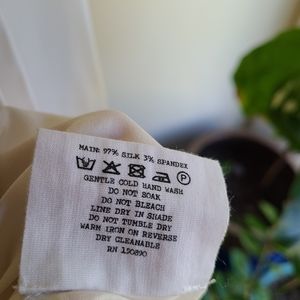 MAIN: 97% SILK 3% SPANDEX
P
GENTLE COLD HAND WASH
DO NOT SOAK
DO NOT BLEACH
LINE DRY IN SHADE
DO NOT TUMBLE DRY
WARM IRON ON REVERSE
DRY CLEANABLE
RN 150890